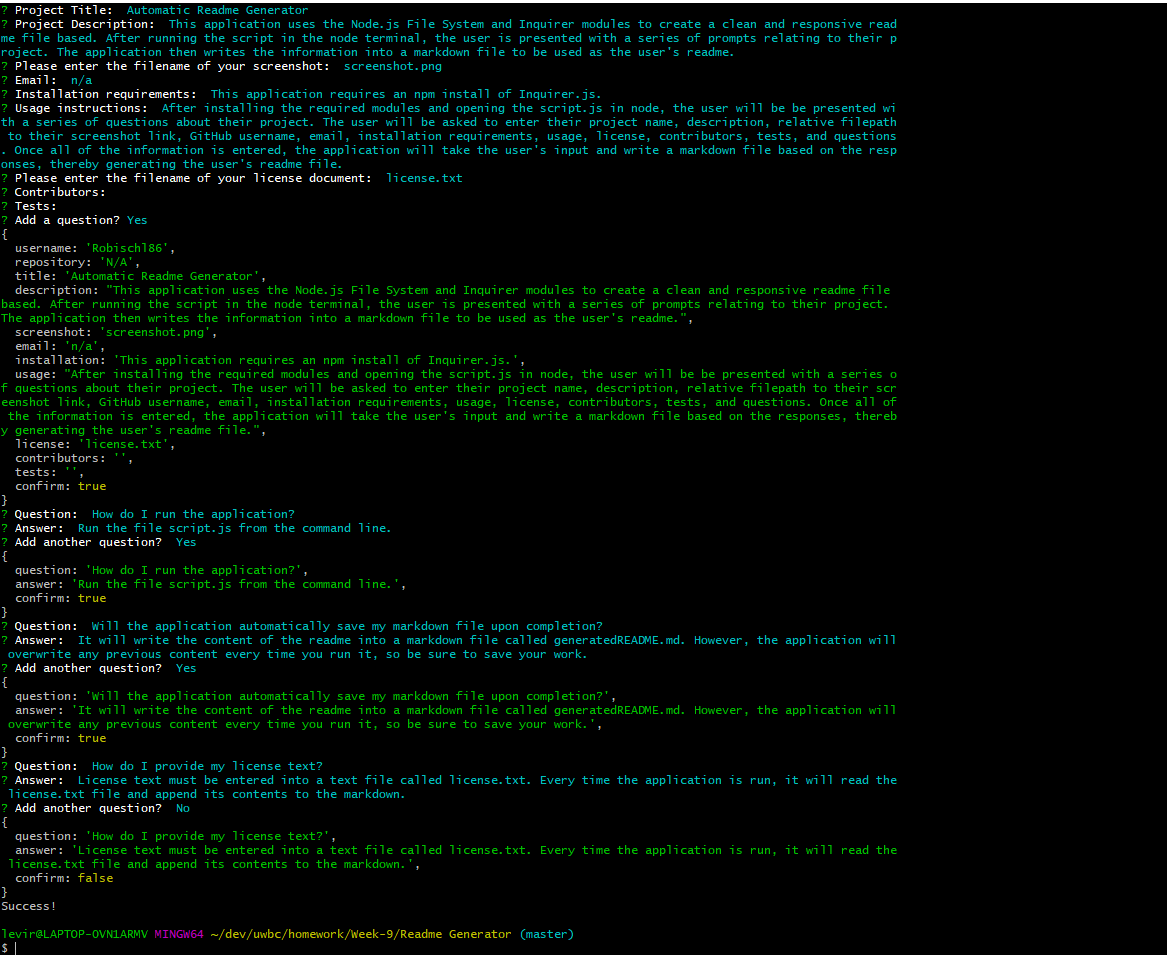 ? Project Title:  Automatic Readme Generator
? Project Description:  This application uses the Node.js File System and Inquirer modules to create a clean and responsive read
me file based. After running the script in the node terminal, the user is presented with a series of prompts relating to their p
roject. The application then writes the information into a markdown file to be used as the user's readme.
? Please enter the filename of your screenshot:  screenshot.png
? Email:  n/a
? Installation requirements:  This application requires an npm install of Inquirer.js.
? Usage instructions:  After installing the required modules and opening the script.js in node, the user will be be presented wi
th a series of questions about their project. The user will be asked to enter their project name, description, relative filepath
 to their screenshot link, GitHub username, email, installation requirements, usage, license, contributors, tests, and questions
. Once all of the information is entered, the application will take the user's input and write a markdown file based on the resp
onses, thereby generating the user's readme file.
? Please enter the filename of your license document:  license.txt
? Contributors:
? Tests:
? Add a question? Yes
{
  username: 'Robischl86',
  repository: 'N/A',
  title: 'Automatic Readme Generator',
  description: "This application uses the Node.js File System and Inquirer modules to create a clean and responsive readme file
based. After running the script in the node terminal, the user is presented with a series of prompts relating to their project.
The application then writes the information into a markdown file to be used as the user's readme.",
  screenshot: 'screenshot.png',
  email: 'n/a',
  installation: 'This application requires an npm install of Inquirer.js.',
  usage: "After installing the required modules and opening the script.js in node, the user will be be presented with a series o
f questions about their project. The user will be asked to enter their project name, description, relative filepath to their scr
eenshot link, GitHub username, email, installation requirements, usage, license, contributors, tests, and questions. Once all of
 the information is entered, the application will take the user's input and write a markdown file based on the responses, thereb
y generating the user's readme file.",
  license: 'license.txt',
  contributors: '',
  tests: '',
  confirm: true
}
? Question:  How do I run the application?
? Answer:  Run the file script.js from the command line.
? Add another question?  Yes
{
  question: 'How do I run the application?',
  answer: 'Run the file script.js from the command line.',
  confirm: true
}
? Question:  Will the application automatically save my markdown file upon completion?
? Answer:  It will write the content of the readme into a markdown file called generatedREADME.md. However, the application will
 overwrite any previous content every time you run it, so be sure to save your work.
? Add another question?  Yes
{
  question: 'Will the application automatically save my markdown file upon completion?',
  answer: 'It will write the content of the readme into a markdown file called generatedREADME.md. However, the application will
 overwrite any previous content every time you run it, so be sure to save your work.',
  confirm: true
}
? Question:  How do I provide my license text?
? Answer:  License text must be entered into a text file called license.txt. Every time the application is run, it will read the
 license.txt file and append its contents to the markdown.
? Add another question?  No
{
  question: 'How do I provide my license text?',
  answer: 'License text must be entered into a text file called license.txt. Every time the application is run, it will read the
 license.txt file and append its contents to the markdown.',
  confirm: false
}
Success!
levir@LAPTOP-OVN1ARMV MINGW64 ~/dev/uwbc/homework/Week-9/Readme Generator (master)
$